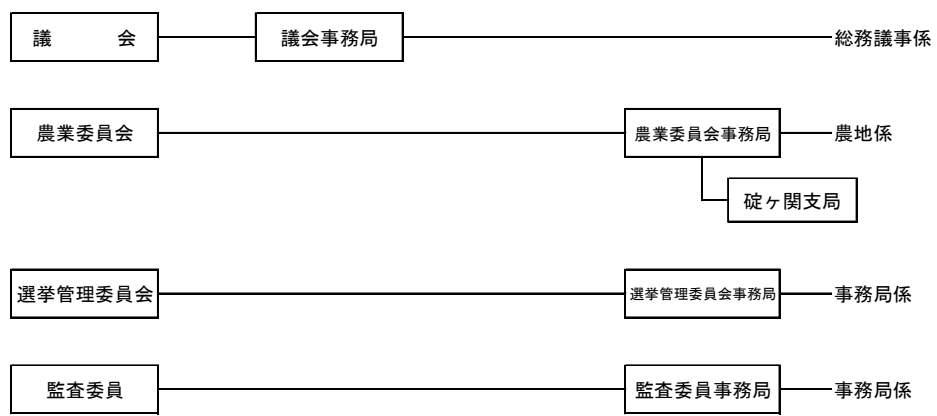 議　　　会　議会事務局　総務議事係
農業委員会　農業委員会事務局　農地係
碇ヶ関支局
選挙管理委員会　選挙管理委員会事務局　事務局係
監査委員　監査委員事務局　事務局係